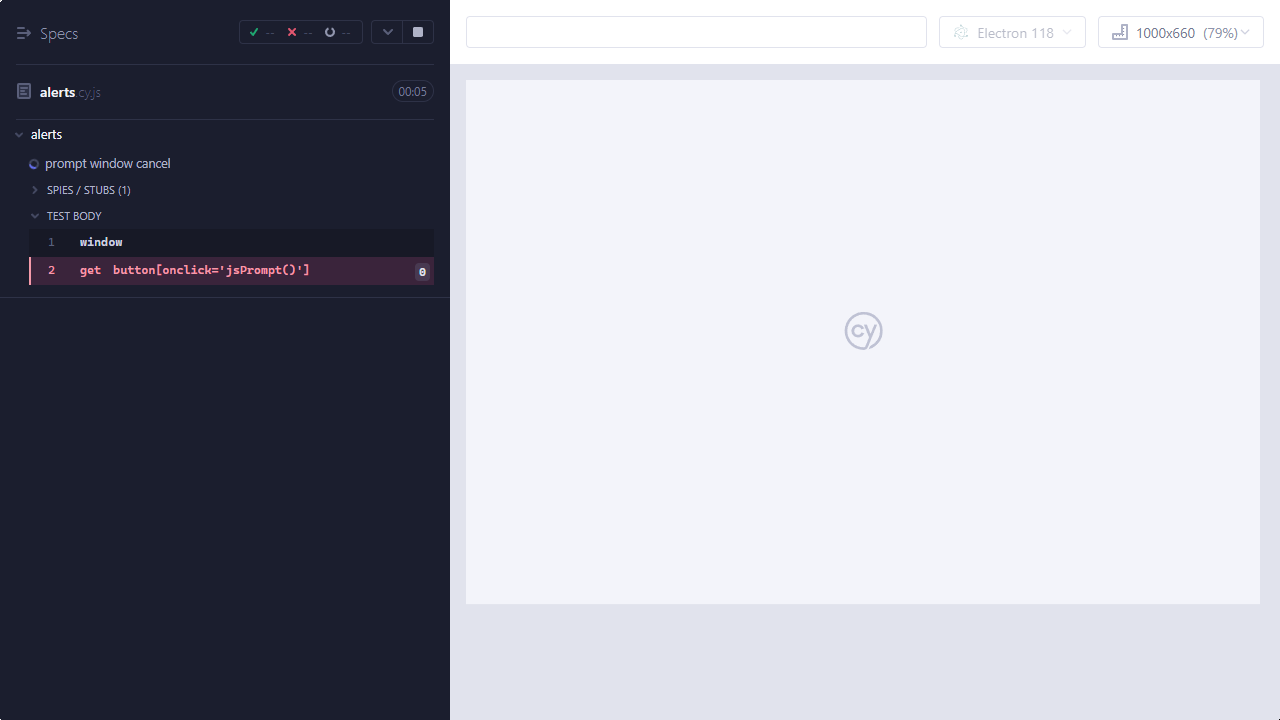 Specs
--
--
--
alerts.cy.js
00:05
alerts
prompt window cancel
SPIES / STUBS (1)
TEST BODY
1 window
2 get button[onclick='jsPrompt()'] 0
Electron 118
1000x660 (79%)
cy